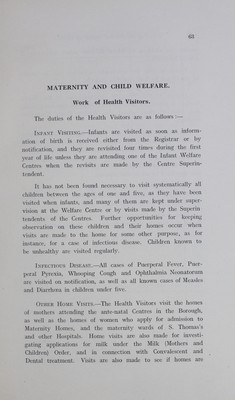 63
MATERNITY AND CHILD WELFARE.
Work of Health Visitors.
The duties of the Health Visitors are as follows :—
INFANT VISITING.—Infants are visited as soon as inform-
ation of birth is received either from the Registrar or by
notification, and they are revisited four times during the first
year of life unless they are attending one of the Infant Welfare
Centres when the revisits are made by the Centre Superin-
tendent.
It has not been found necessary to visit systematically all
children between the ages of one and five, as they have been
visited when infants, and many of them are kept under super-
vision at the Welfare Centre or by visits made by the Superin
tendents of the Centres. Further opportunities for keeping
observation on these children and their homes occur when
visits are made to the home for some other purpose, as for
instance, for a case of infectious disease. Children known to
be unhealthy are visited regularly.
INFECTIOUS DISEASE.—All cases of Puerperal Fever, Puer-
peral Pyrexia, Whooping Cough and Ophthalmia Neonatorum
are visited on notification, as well as all known cases of Measles
and Diarrhœa in children under five.
OTHER HOME VISITS.—The Health Visitors visit the homes
of mothers attending the ante-natal Centres in the Borough,
as well as the homes of women who apply for admission to
Maternity Homes, and the maternity wards of S. Thomas's
and other Hospitals. Home visits are also made for investi-
gating applications for milk under the Milk (Mothers and
Children) Order, and in connection with Convalescent and
Dental treatment. Visits are also made to see if homes are